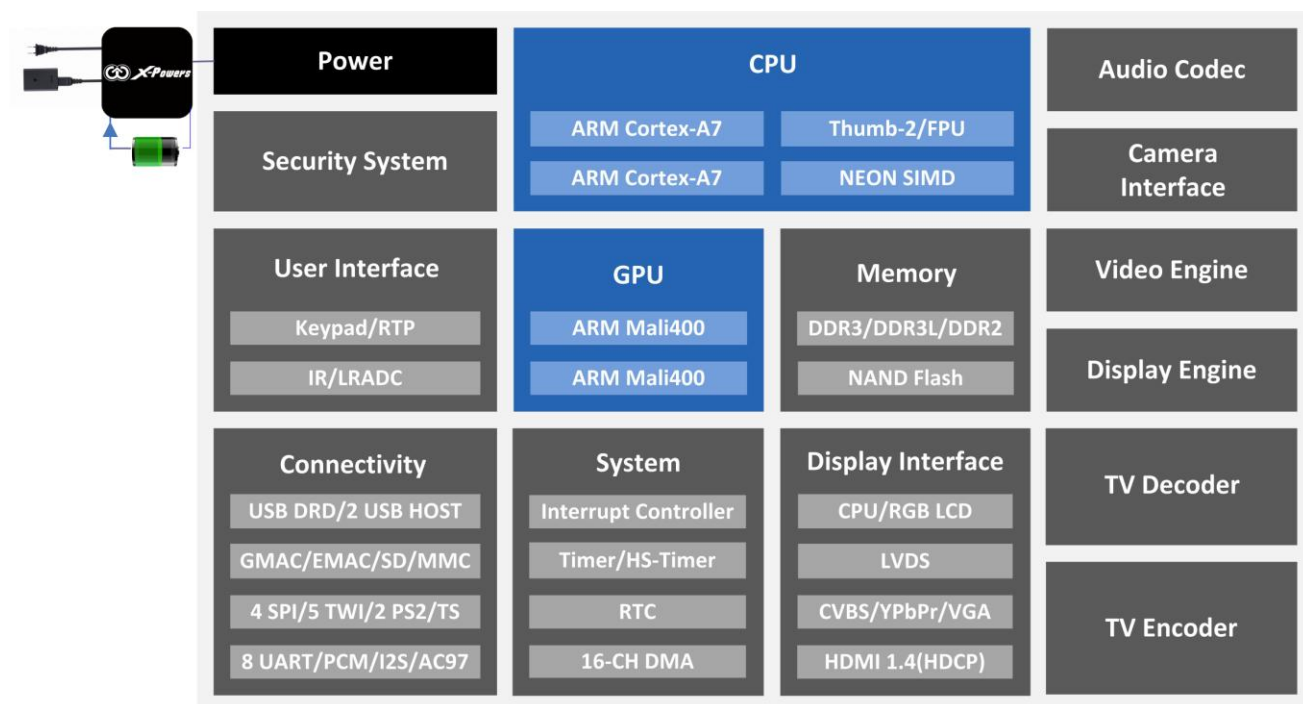 X-Powers
Power
Security System
CPU
ARM Cortex-A7
Thumb-2/FPU
ARM Cortex-A7
NEON SIMD
Audio Codec
Camera
Interface
User Interface
Keypad/RTP
IR/LRADC
GPU
ARM Mali400
ARM Mali400
Memory
DDR3/DDR3L/DDR2
NAND Flash
Video Engine
Display Engine
Connectivity
USB DRD/2 USB HOST
GMAC/EMAC/SD/MMC
4 SPI/5 TWI/2 PS2/TS
8 UART/PCM/I2S/AC97
System
Interrupt Controller
Timer/HS-Timer
RTC
16-CH DMA
Display Interface
CPU/RGB LCD
LVDS
CVBS/YPbPr/VGA
HDMI 1.4(HDCP)
TV Decoder
TV Encoder